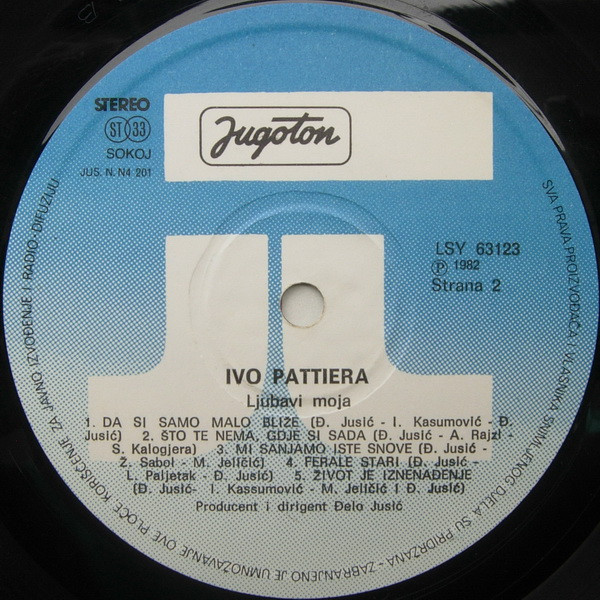 STEREO
ST 33
SOKOJ
JUS. N. N4 201
Jugoton
LSY 63123
Ⓟ 1982
Strana 2
IVO PATTIERA
Ljubavi moja
1. DA SI SAMO MALO BLIŽE (Đ. Jusić - I. Kasumović - Đ.
Jusić) 2. ŠTO TE NEMA, GDJE SI SADA (Đ. Jusić - A. Rajzl -
S. Kalogjera) 3. MI SANJAMO ISTE SNOVE (Đ. Jusić -
Ž. Sabol - M. Jeličić) 4. FERALE STARI (Đ. Jusić -
L. Paljetak - Đ. Jusić) 5. ŽIVOT JE IZNENAĐENJE
(Đ. Jusić- I. Kassumović - M. Jeličić I Đ. Jusić)
Producent i dirigent Đelo Jusić
SVA PRAVA PROIZVOĐAČA I VLASNIKA SNIMLJENOG DJELA SU PRIDRŽANA - ZABRANJENO JE UMNOŽAVANJE OVE PLOČE, KORIŠĆENJE ZA JAVNO IZVOĐENJE I RADIO DIFUZIJU